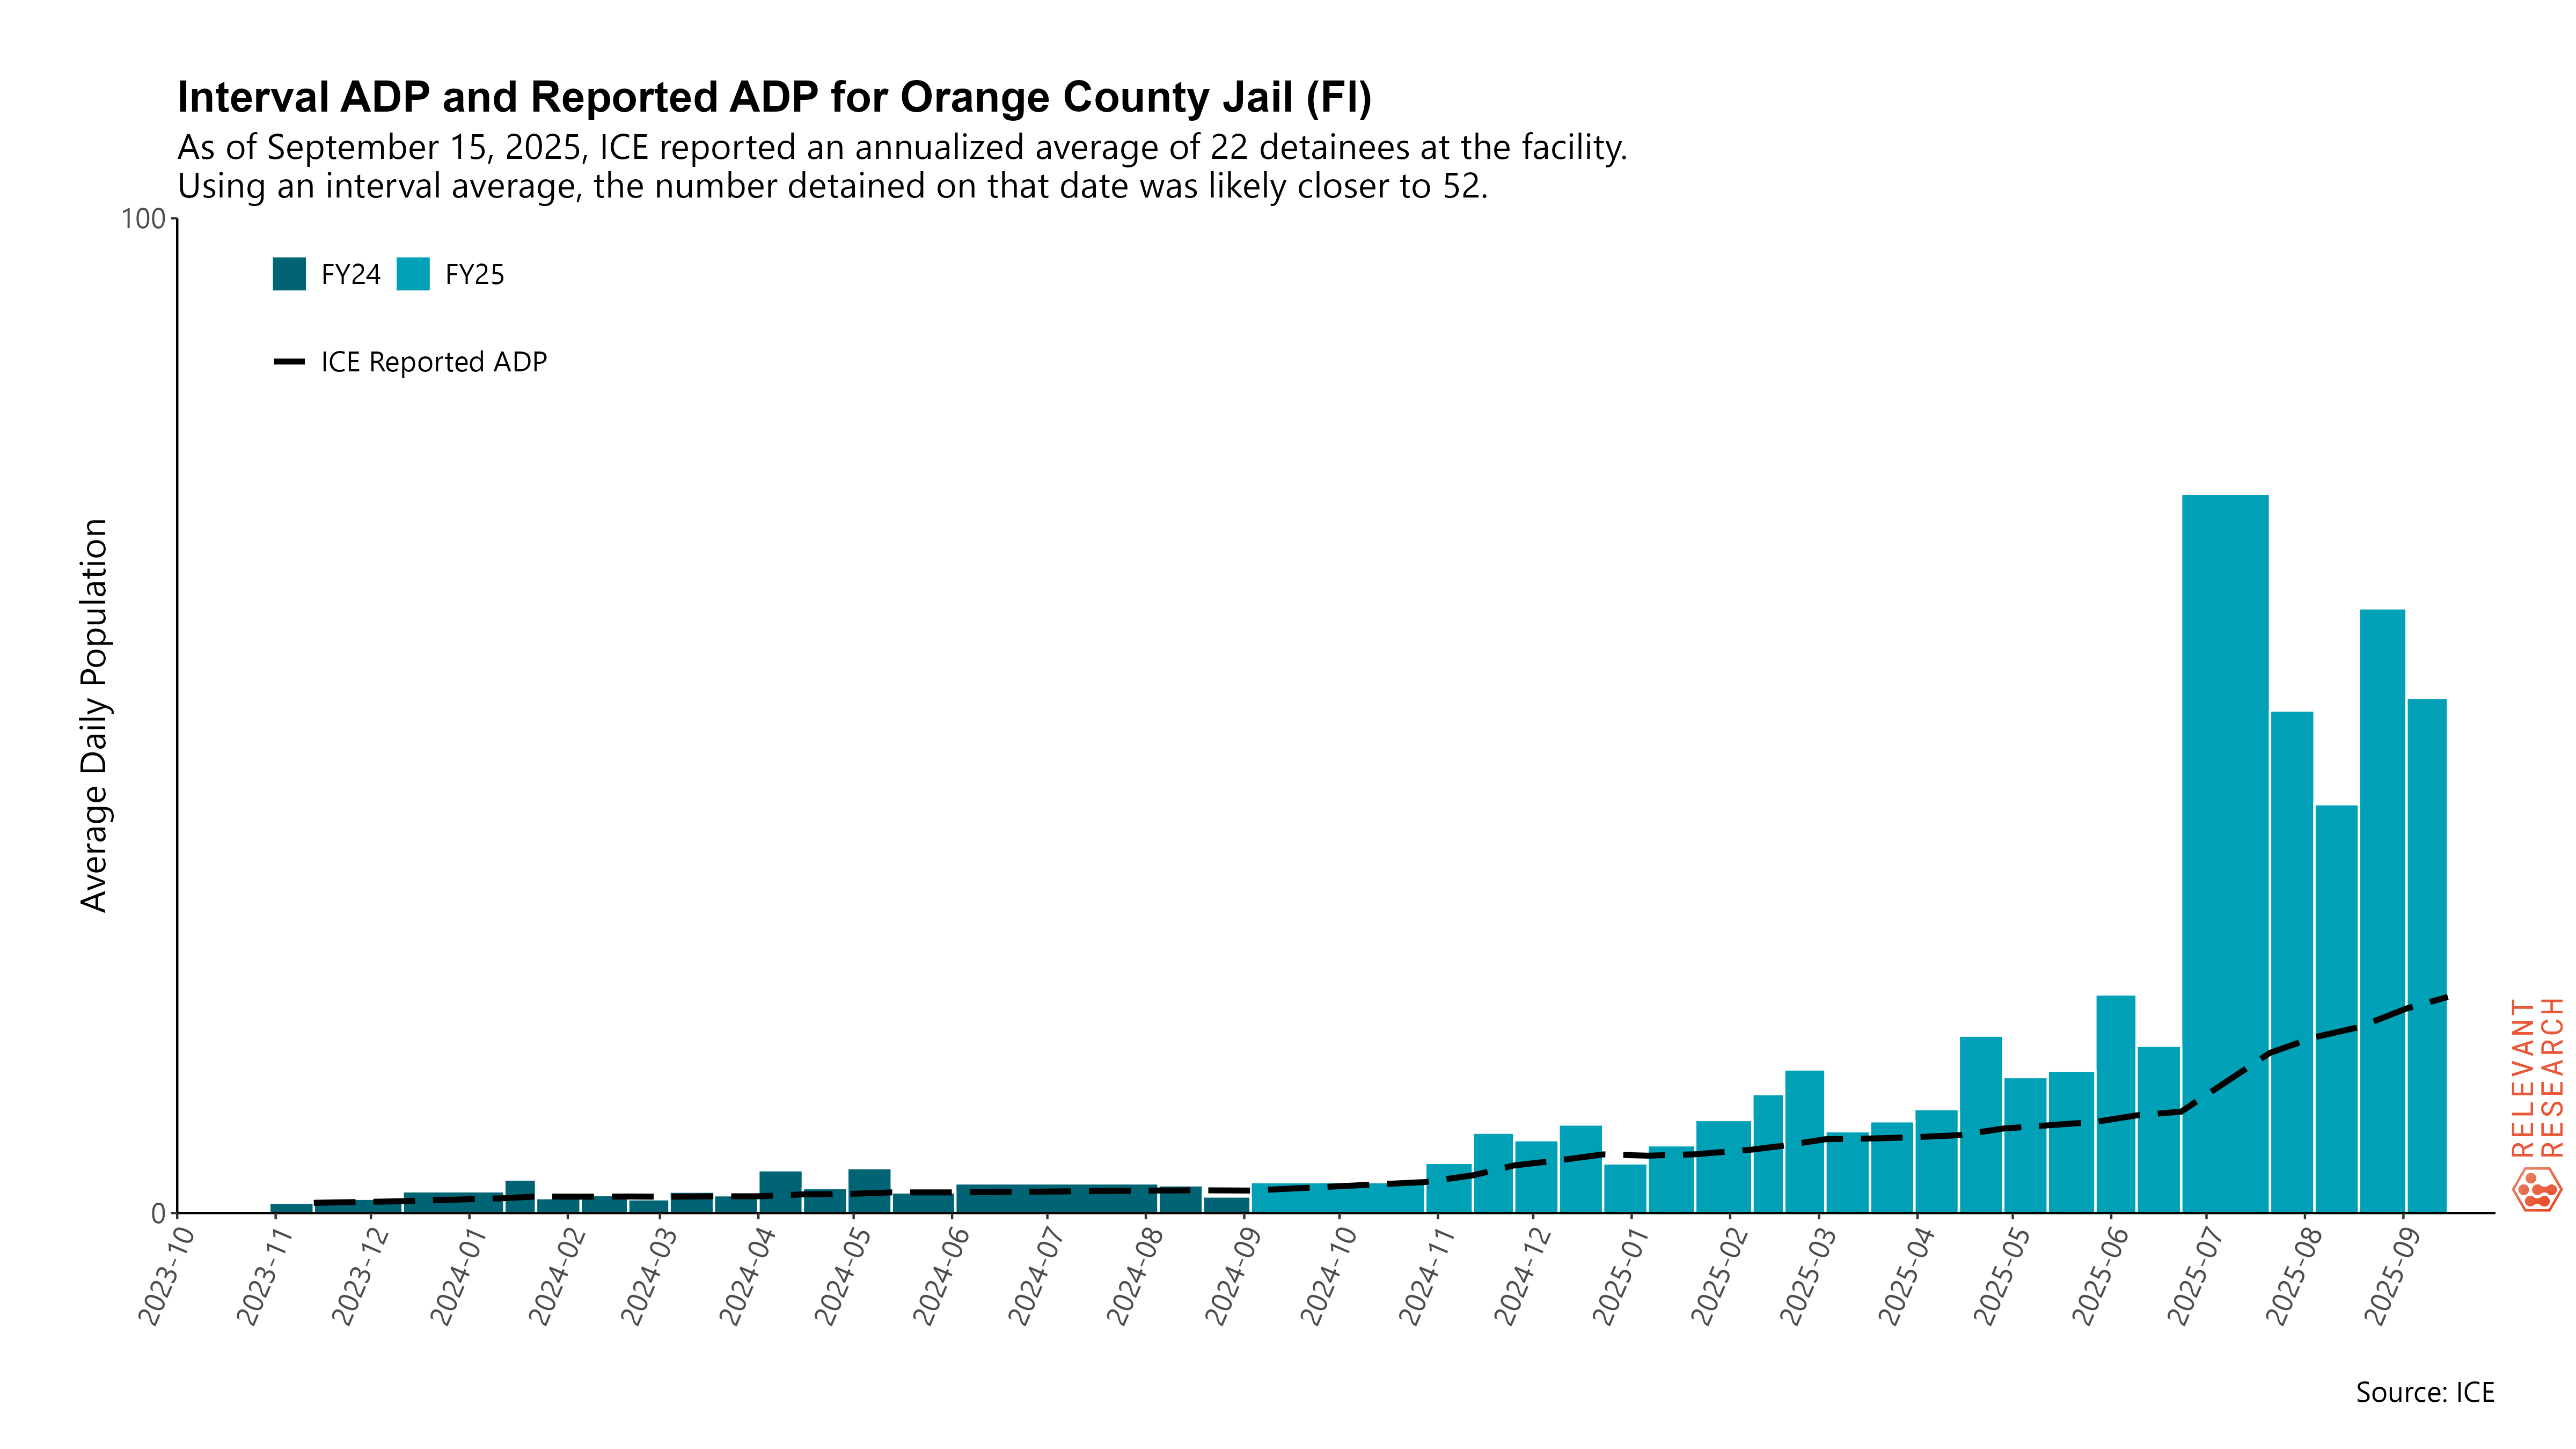 Interval ADP and Reported ADP for Orange County Jail (Fl)
As of September 15, 2025, ICE reported an annualized average of 22 detainees at the facility.
Using an interval average, the number detained on that date was likely closer to 52.
100
FY24 FY25
ICE Reported ADP
Average Daily Population
0
2023-10 2023-11 2023-12 2024-01 2024-02 2024-03 2024-04 2024-05 2024-06 2024-07 2024-08 2024-09 2024-10 2024-11 2024-12 2025-01 2025-02 2025-03 2025-04 2025-05 2025-06 2025-07 2025-08 2025-09
RELEVANT
RESEARCH
Source: ICE